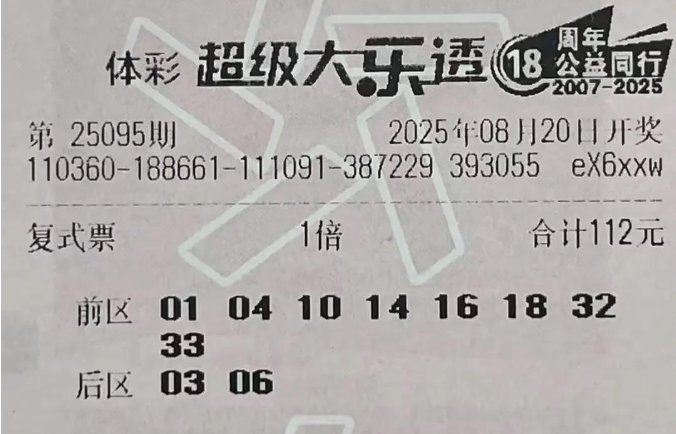 体彩 超级大乐透 18 周年 公益同行 2007-2025
第 25095期 2025年08月20日开奖
110360-188661-111091-387229 393055 eX6xxw
复式票 1倍 合计112元
前区 01 04 10 14 16 18 32
33
后区 03 06